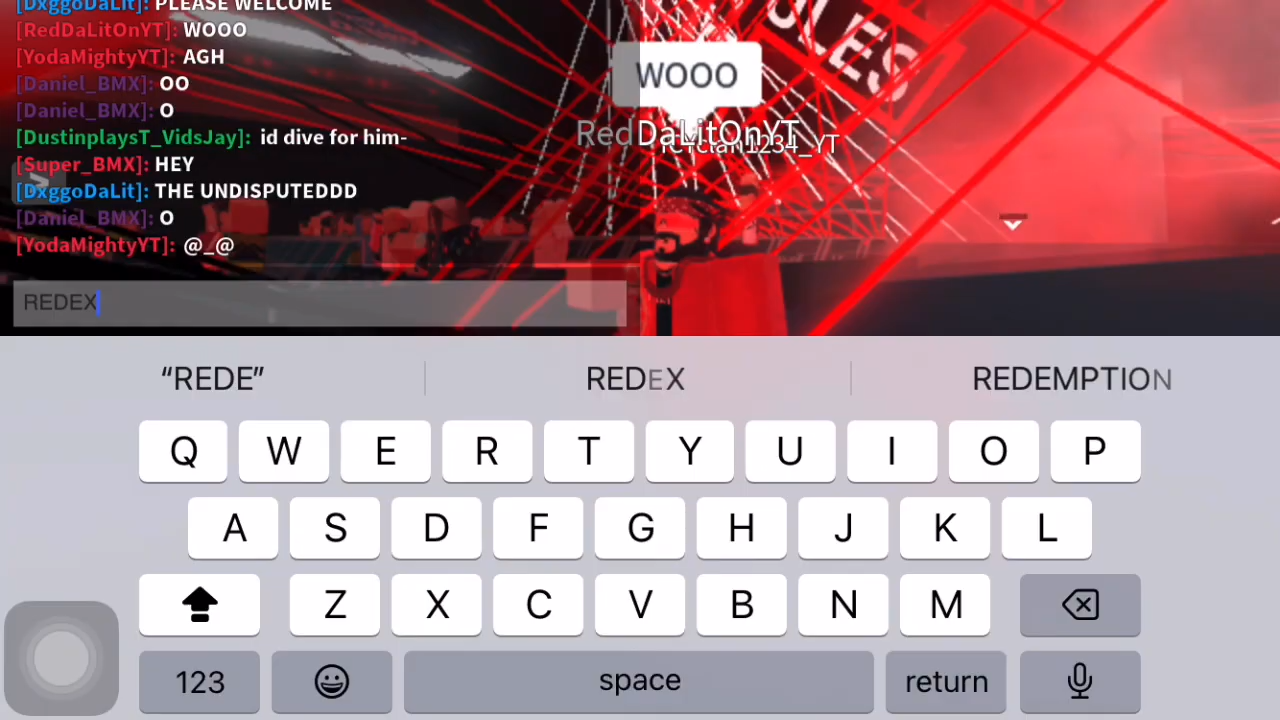 [DxggoDaLit]: PLEASE WELCOME
[RedDaLitOnYT]: WOOO
[YodaMightyYT]: AGH
[Daniel_BMX]: OO
[Daniel_BMX]: O
[DustinplaysT_VidsJay]: id dive for him-
[Super_BMX]: HEY
[DxggoDaLit]: THE UNDISPUTEDDD
[Daniel_BMX]: O
[YodaMightyYT]: @_@
WOOO
RedDaLitOnYT
REDEX
“REDE” REDEX REDEMPTION
Q W E R T Y U I O P
A S D F G H J K L
Z X C V B N M
123 space return